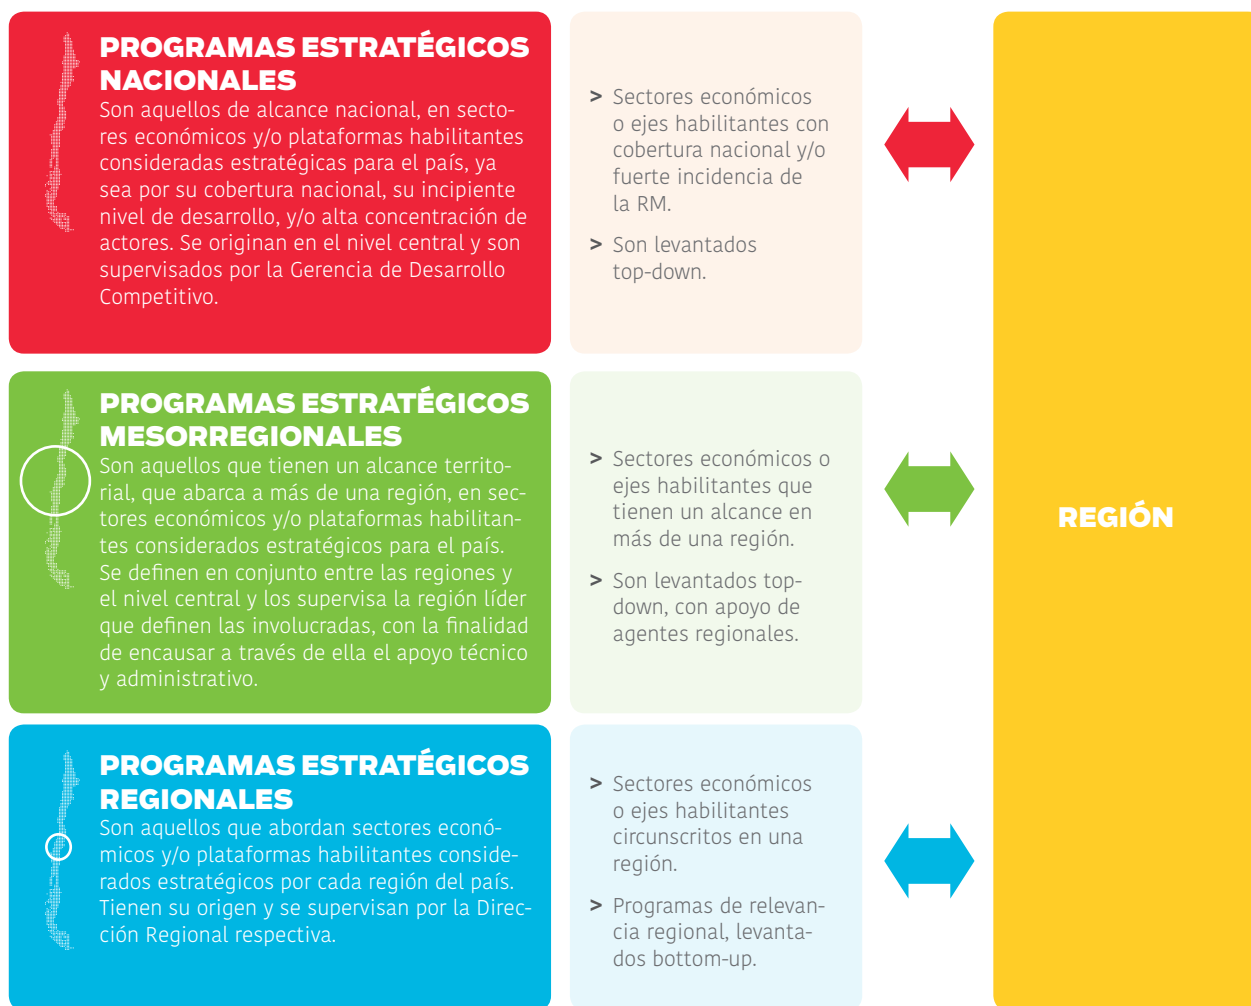 PROGRAMAS ESTRATÉGICOS
NACIONALES
Son aquellos de alcance nacional, en secto-
res económicos y/o plataformas habilitantes
consideradas estratégicas para el país, ya
sea por su cobertura nacional, su incipiente
nivel de desarrollo, y/o alta concentración de
actores. Se originan en el nivel central y son
supervisados por la Gerencia de Desarrollo
Competitivo.
> Sectores económicos
o ejes habilitantes con
cobertura nacional y/o
fuerte incidencia de
la RM.
> Son levantados
top-down.
PROGRAMAS ESTRATÉGICOS
MESORREGIONALES
Son aquellos que tienen un alcance territo-
rial, que abarca a más de una región, en sec-
tores económicos y/o plataformas habilitan-
tes considerados estratégicos para el país.
Se definen en conjunto entre las regiones y
el nivel central y los supervisa la región líder
que definen las involucradas, con la finalidad
de encausar a través de ella el apoyo técnico
y administrativo.
> Sectores económicos o
ejes habilitantes que
tienen un alcance en
más de una región.
> Son levantados top-
down, con apoyo de
agentes regionales.
PROGRAMAS ESTRATÉGICOS
REGIONALES
Son aquellos que abordan sectores econó-
micos y/o plataformas habilitantes conside-
rados estratégicos por cada región del país.
Tienen su origen y se supervisan por la Direc-
ción Regional respectiva.
> Sectores económicos
o ejes habilitantes
circunscritos en una
región.
> Programas de relevan-
cia regional, levanta-
dos bottom-up.
REGIÓN